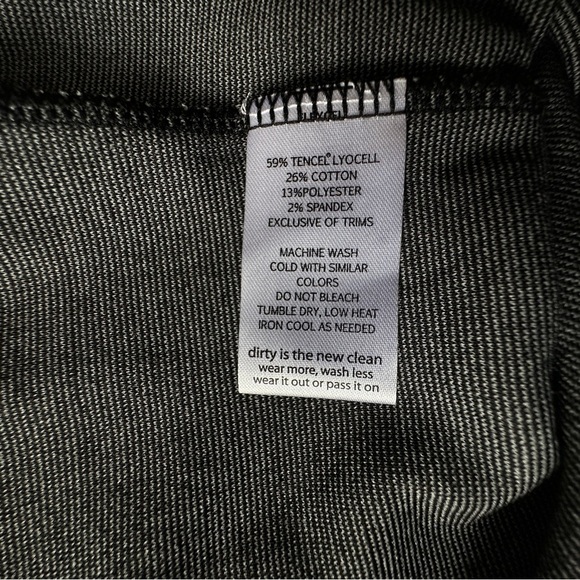 59% TENCEL® LYOCELL
26% COTTON
13%POLYESTER
2% SPANDEX
EXCLUSIVE OF TRIMS
MACHINE WASH
COLD WITH SIMILAR
COLORS
DO NOT BLEACH
TUMBLE DRY, LOW HEAT
IRON COOL AS NEEDED
dirty is the new clean
wear more, wash less
wear it out or pass it on